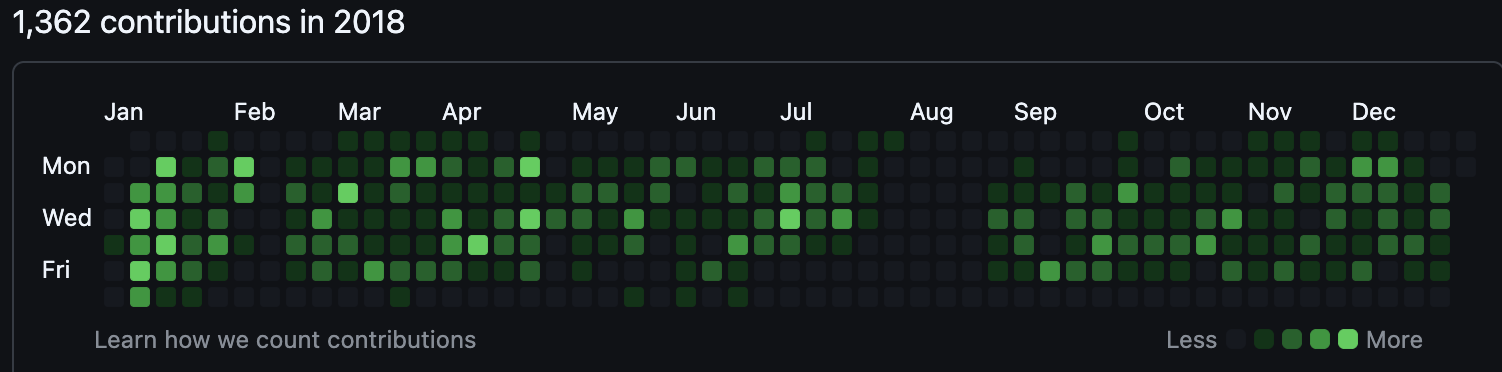 1,362 contributions in 2018
Jan Feb Mar Apr May Jun Jul Aug Sep Oct Nov Dec
Mon
Wed
Fri
Learn how we count contributions Less More